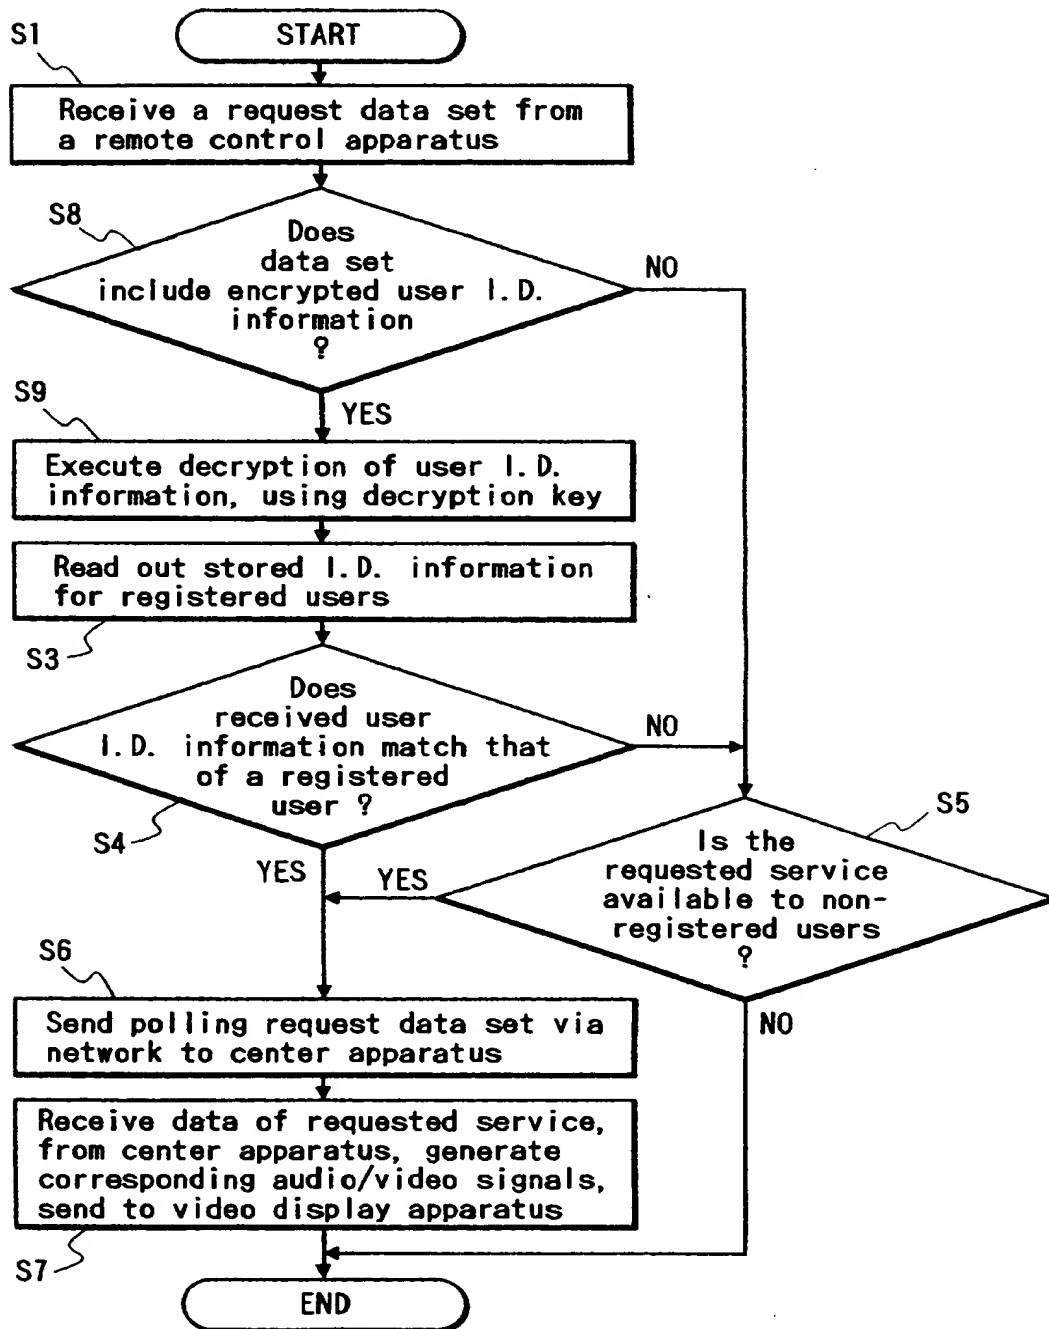 S1
START
Receive a request data set from
a remote control apparatus
S8
Does
data set
include encrypted user I.D.
information
?
NO
S9
YES
Execute decryption of user I.D.
information, using decryption key
Read out stored I.D. information
for registered users
S3
Does
received user
I.D. information match that
of a registered
user ?
NO
S4
YES
YES
S5
Is the
requested service
available to non-
registered users
?
S6
NO
Send polling request data set via
network to center apparatus
Receive data of requested service,
from center apparatus, generate
corresponding audio/video signals,
send to video display apparatus
S7
END